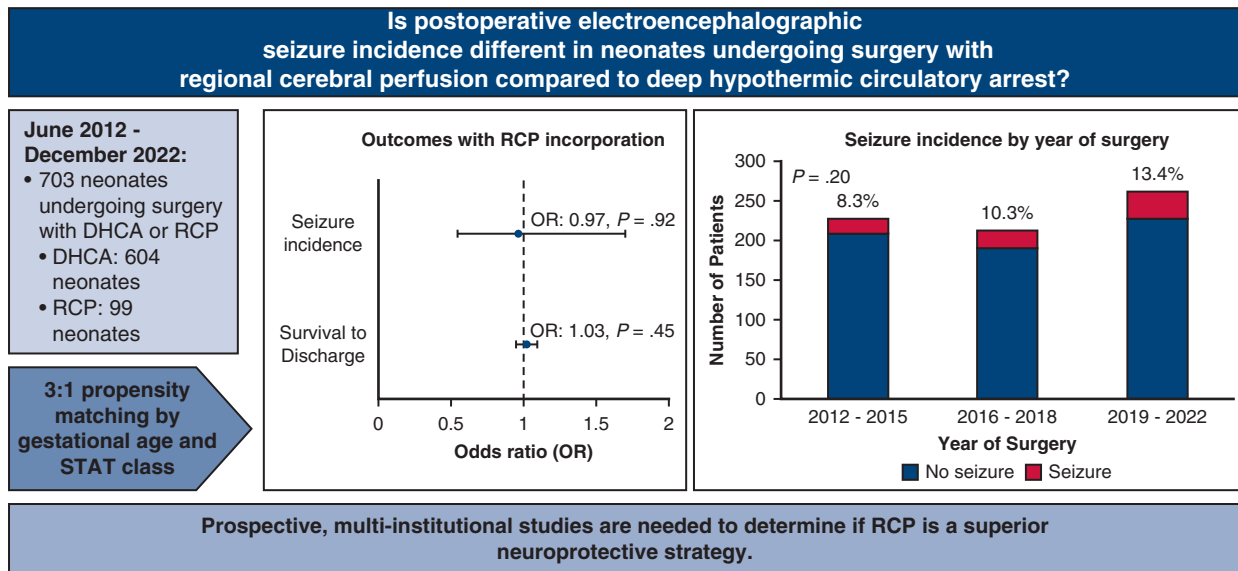 Is postoperative electroencephalographic
seizure incidence different in neonates undergoing surgery with
regional cerebral perfusion compared to deep hypothermic circulatory arrest?
June 2012 -
December 2022:
• 703 neonates
undergoing surgery
with DHCA or RCP
• DHCA: 604
neonates
• RCP: 99
neonates
3:1 propensity
matching by
gestational age and
STAT class
Outcomes with RCP incorporation
Seizure
incidence
OR: 0.97, P = .92
Survival to
Discharge
OR: 1.03, P = .45
0 0.5 1 1.5 2
Odds ratio (OR)
Seizure incidence by year of surgery
Number of Patients
300
250
200
150
100
50
0
P = .20
8.3%
10.3%
13.4%
2012 - 2015 2016 - 2018 2019 - 2022
Year of Surgery
No seizure Seizure
Prospective, multi-institutional studies are needed to determine if RCP is a superior
neuroprotective strategy.